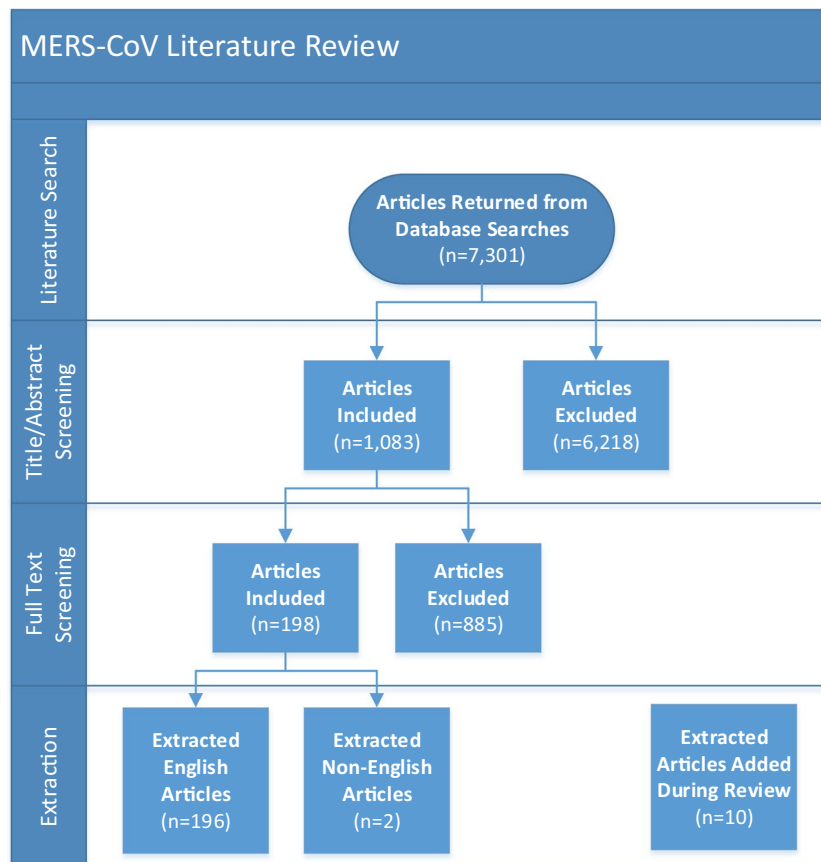 MERS-CoV Literature Review
Literature Search
Articles Returned from
Database Searches
(n=7,301)
Title/Abstract
Screening
Articles
Included
(n=1,083)
Articles
Excluded
(n=6,218)
Full Text
Screening
Articles
Included
(n=198)
Articles
Excluded
(n=885)
Extraction
Extracted
English
Articles
(n=196)
Extracted
Non-English
Articles
(n=2)
Extracted
Articles Added
During Review
(n=10)